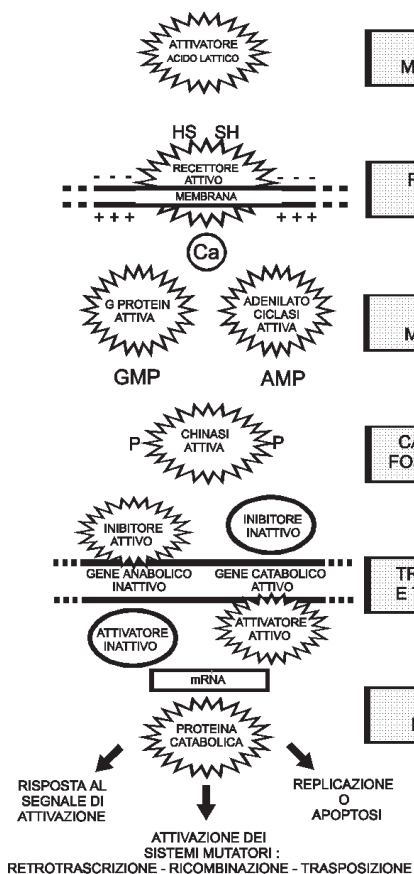 ATTIVATORE
ACIDO LATTICO
M
HS SH
RECETTORE
ATTIVO
- - - - - -
MEMBRANA
+ + + + + +
Ca
G PROTEIN
ATTIVA
ADENILATO
CICLASI
ATTIVA
M
GMP AMP
P CHINASI P
ATTIVA
CA
FO
INIBITORE
ATTIVO
INIBITORE
INATTIVO
GENE ANABOLICO
INATTIVO
GENE CATABOLICO
ATTIVO
TR
E
ATTIVATORE
INATTIVO
ATTIVATORE
ATTIVO
mRNA
PROTEINA
CATABOLICA
RISPOSTA AL
SEGNALE DI
ATTIVAZIONE
REPLICAZIONE
O
APOPTOSI
ATTIVAZIONE DEI
SISTEMI MUTATORI :
RETROTRASCRIZIONE - RICOMBINAZIONE - TRASPOSIZIONE